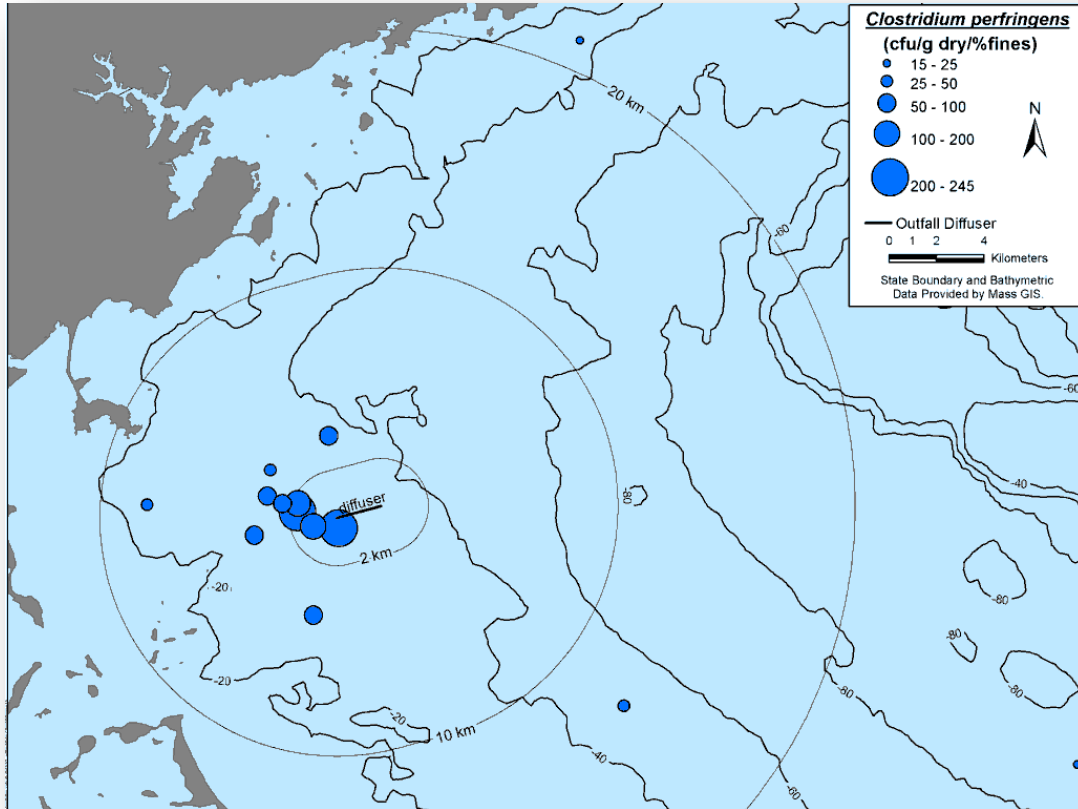 Clostridium perfringens
(cfu/g dry/%fines)
15 - 25
25 - 50
50 - 100
100 - 200
200 - 245
N
Outfall Diffuser
0 1 2 4
Kilometers
State Boundary and Bathymetric
Data Provided by Mass GIS.
20 km
-60
-60
-40
-80
diffuser
2 km
-20
-80
-80
-20
-80
-80
-20
10 km
-40
-60